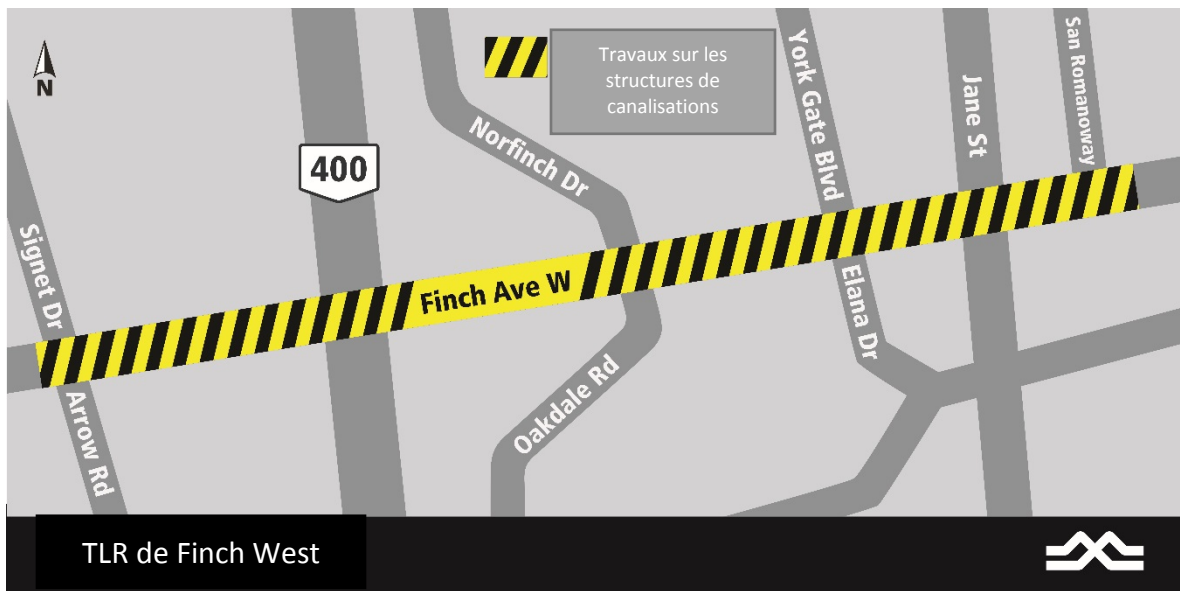 N
Travaux sur les
structures de
canalisations
York Gate Blvd
Jane St
San Romanoway
Norfinch Dr
400
Signet Dr
Finch Ave W
Elana Dr
Oakdale Rd
Arrow Rd
TLR de Finch West